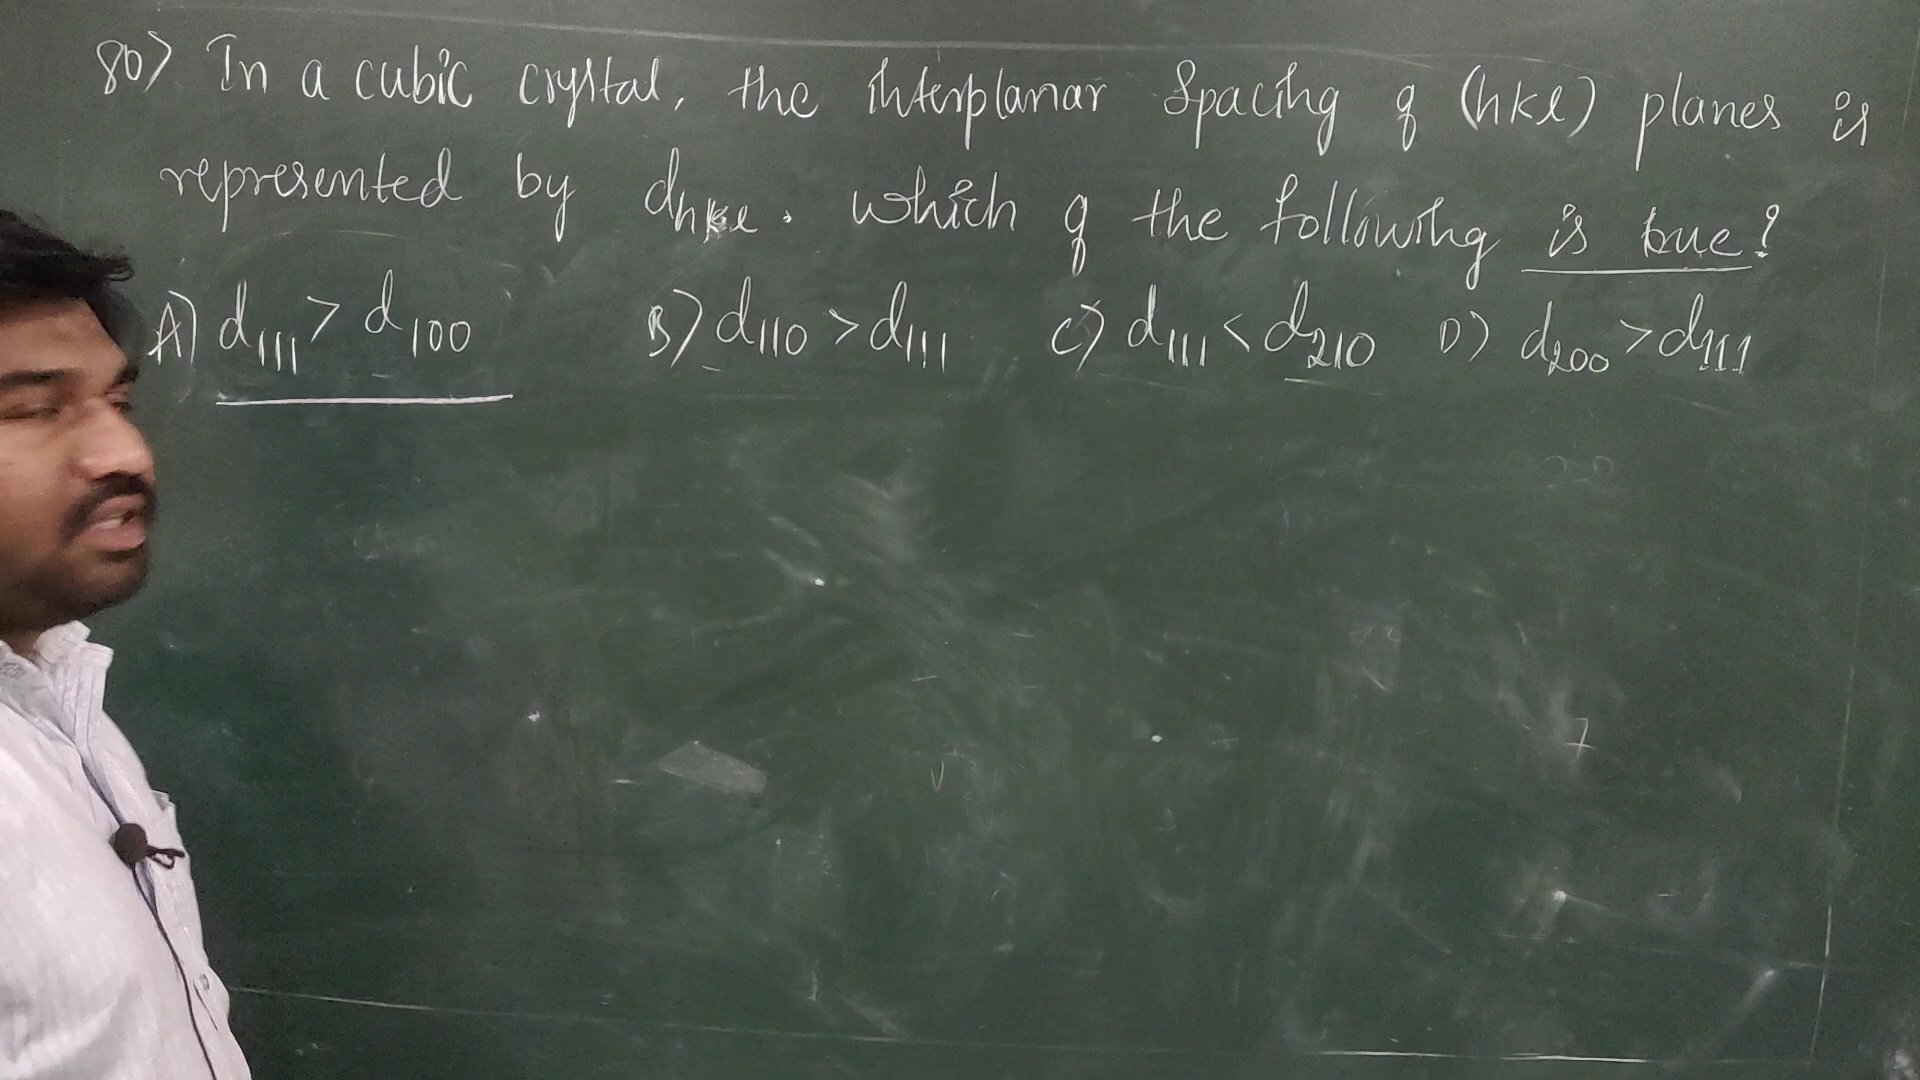 80) In a cubic crystal, the interplanar spacing of (hkl) planes is
represented by dhkl. which of the following is true?
A) d111 > d100 B) d110 > d111 C) d111 < d210 D) d200 > d111